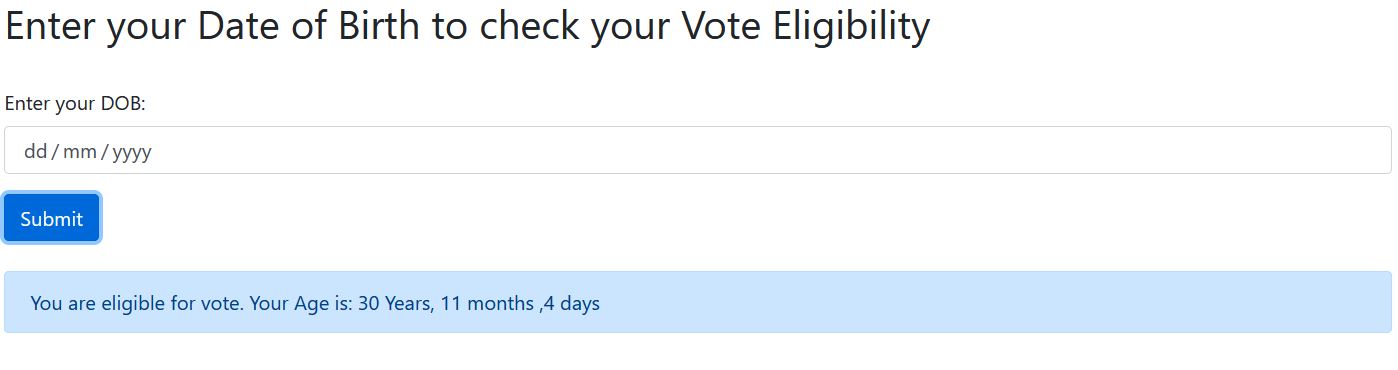 Enter your Date of Birth to check your Vote Eligibility
Enter your DOB:
dd / mm / yyyy
Submit
You are eligible for vote. Your Age is: 30 Years, 11 months ,4 days